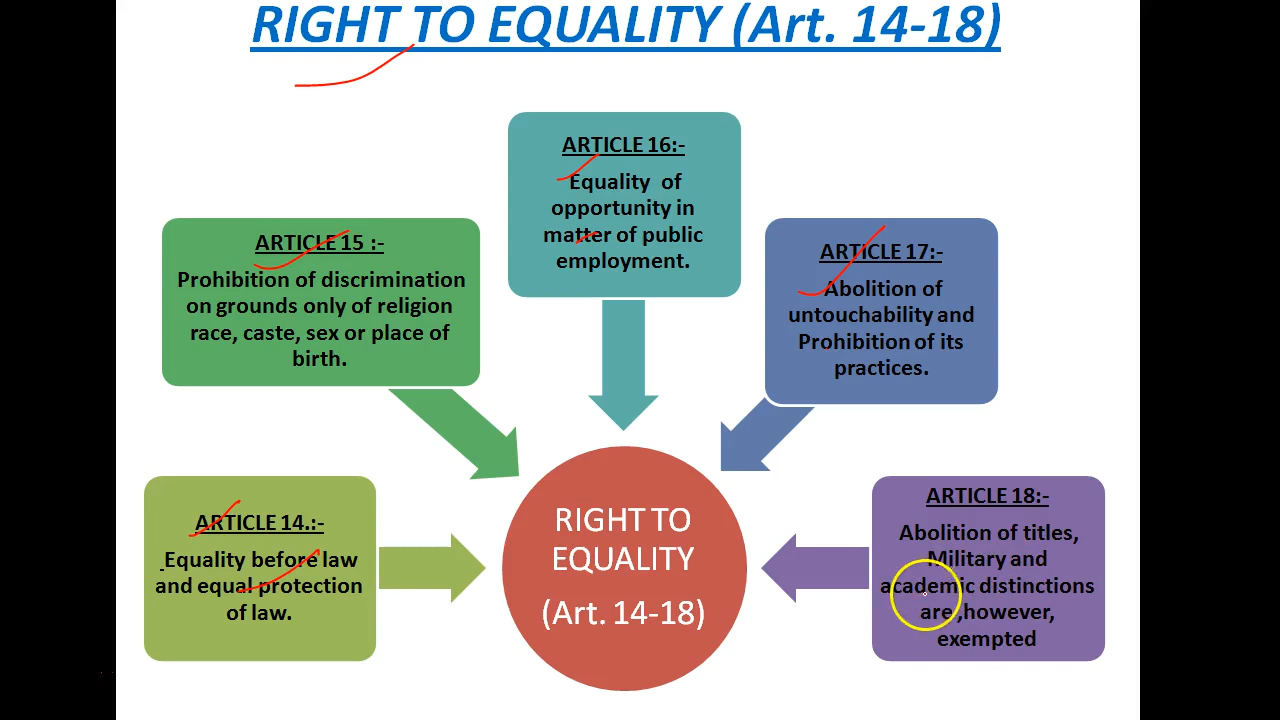 RIGHT TO EQUALITY (Art. 14-18)
ARTICLE 16:-
Equality of
opportunity in
matter of public
employment.
ARTICLE 15 :-
Prohibition of discrimination
on grounds only of religion
race, caste, sex or place of
birth.
ARTICLE 17:-
Abolition of
untouchability and
Prohibition of its
practices.
ARTICLE 14.:-
Equality before law
and equal protection
of law.
RIGHT TO
EQUALITY
(Art. 14-18)
ARTICLE 18:-
Abolition of titles,
Military and
academic distinctions
are ,however,
exempted